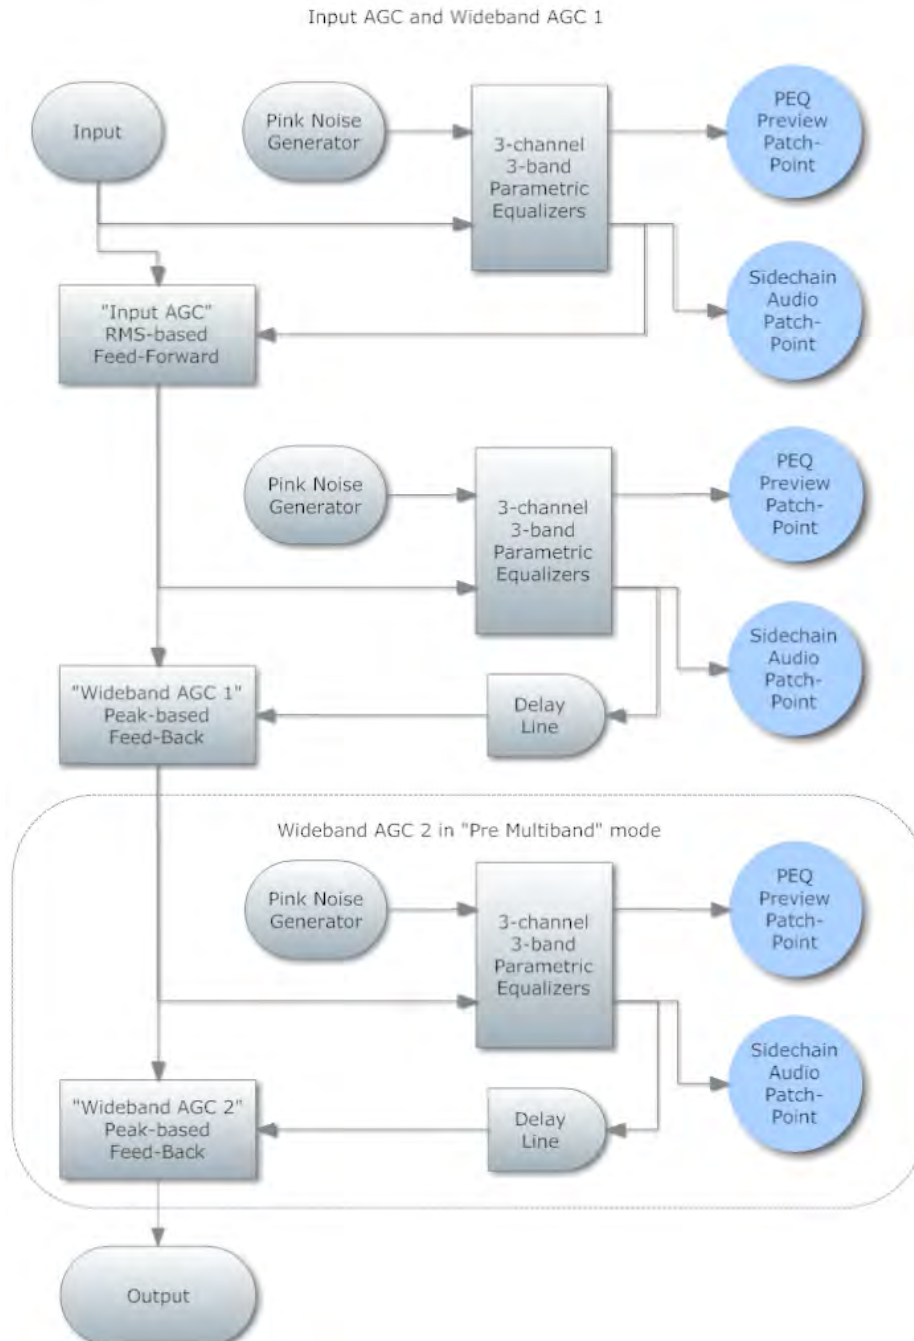 Input AGC and Wideband AGC 1
Input
Pink Noise
Generator
3-channel
3-band
Parametric
Equalizers
PEQ
Preview
Patch-
Point
Sidechain
Audio
Patch-
Point
"Input AGC"
RMS-based
Feed-Forward
Pink Noise
Generator
3-channel
3-band
Parametric
Equalizers
PEQ
Preview
Patch-
Point
Sidechain
Audio
Patch-
Point
"Wideband AGC 1"
Peak-based
Feed-Back
Delay
Line
Wideband AGC 2 in "Pre Multiband" mode
Pink Noise
Generator
3-channel
3-band
Parametric
Equalizers
PEQ
Preview
Patch-
Point
Sidechain
Audio
Patch-
Point
"Wideband AGC 2"
Peak-based
Feed-Back
Delay
Line
Output